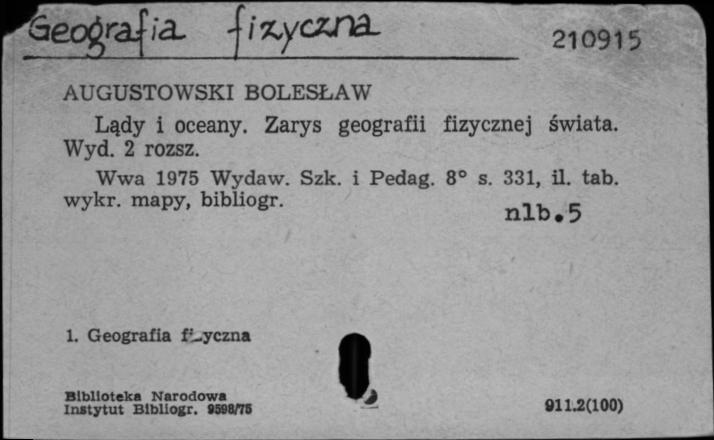 Geografia fizyczna
210915
AUGUSTOWSKI BOLESŁAW
Lądy i oceany. Zarys geografii fizycznej świata.
Wyd. 2 rozsz.
Wwa 1975 Wydaw. Szk. i Pedag. 8° s. 331, il. tab.
wykr. mapy, bibliogr.
nlb.5
1. Geografia fizyczna
Biblioteka Narodowa
Instytut Bibliogr. 9598/75
911.2(100)